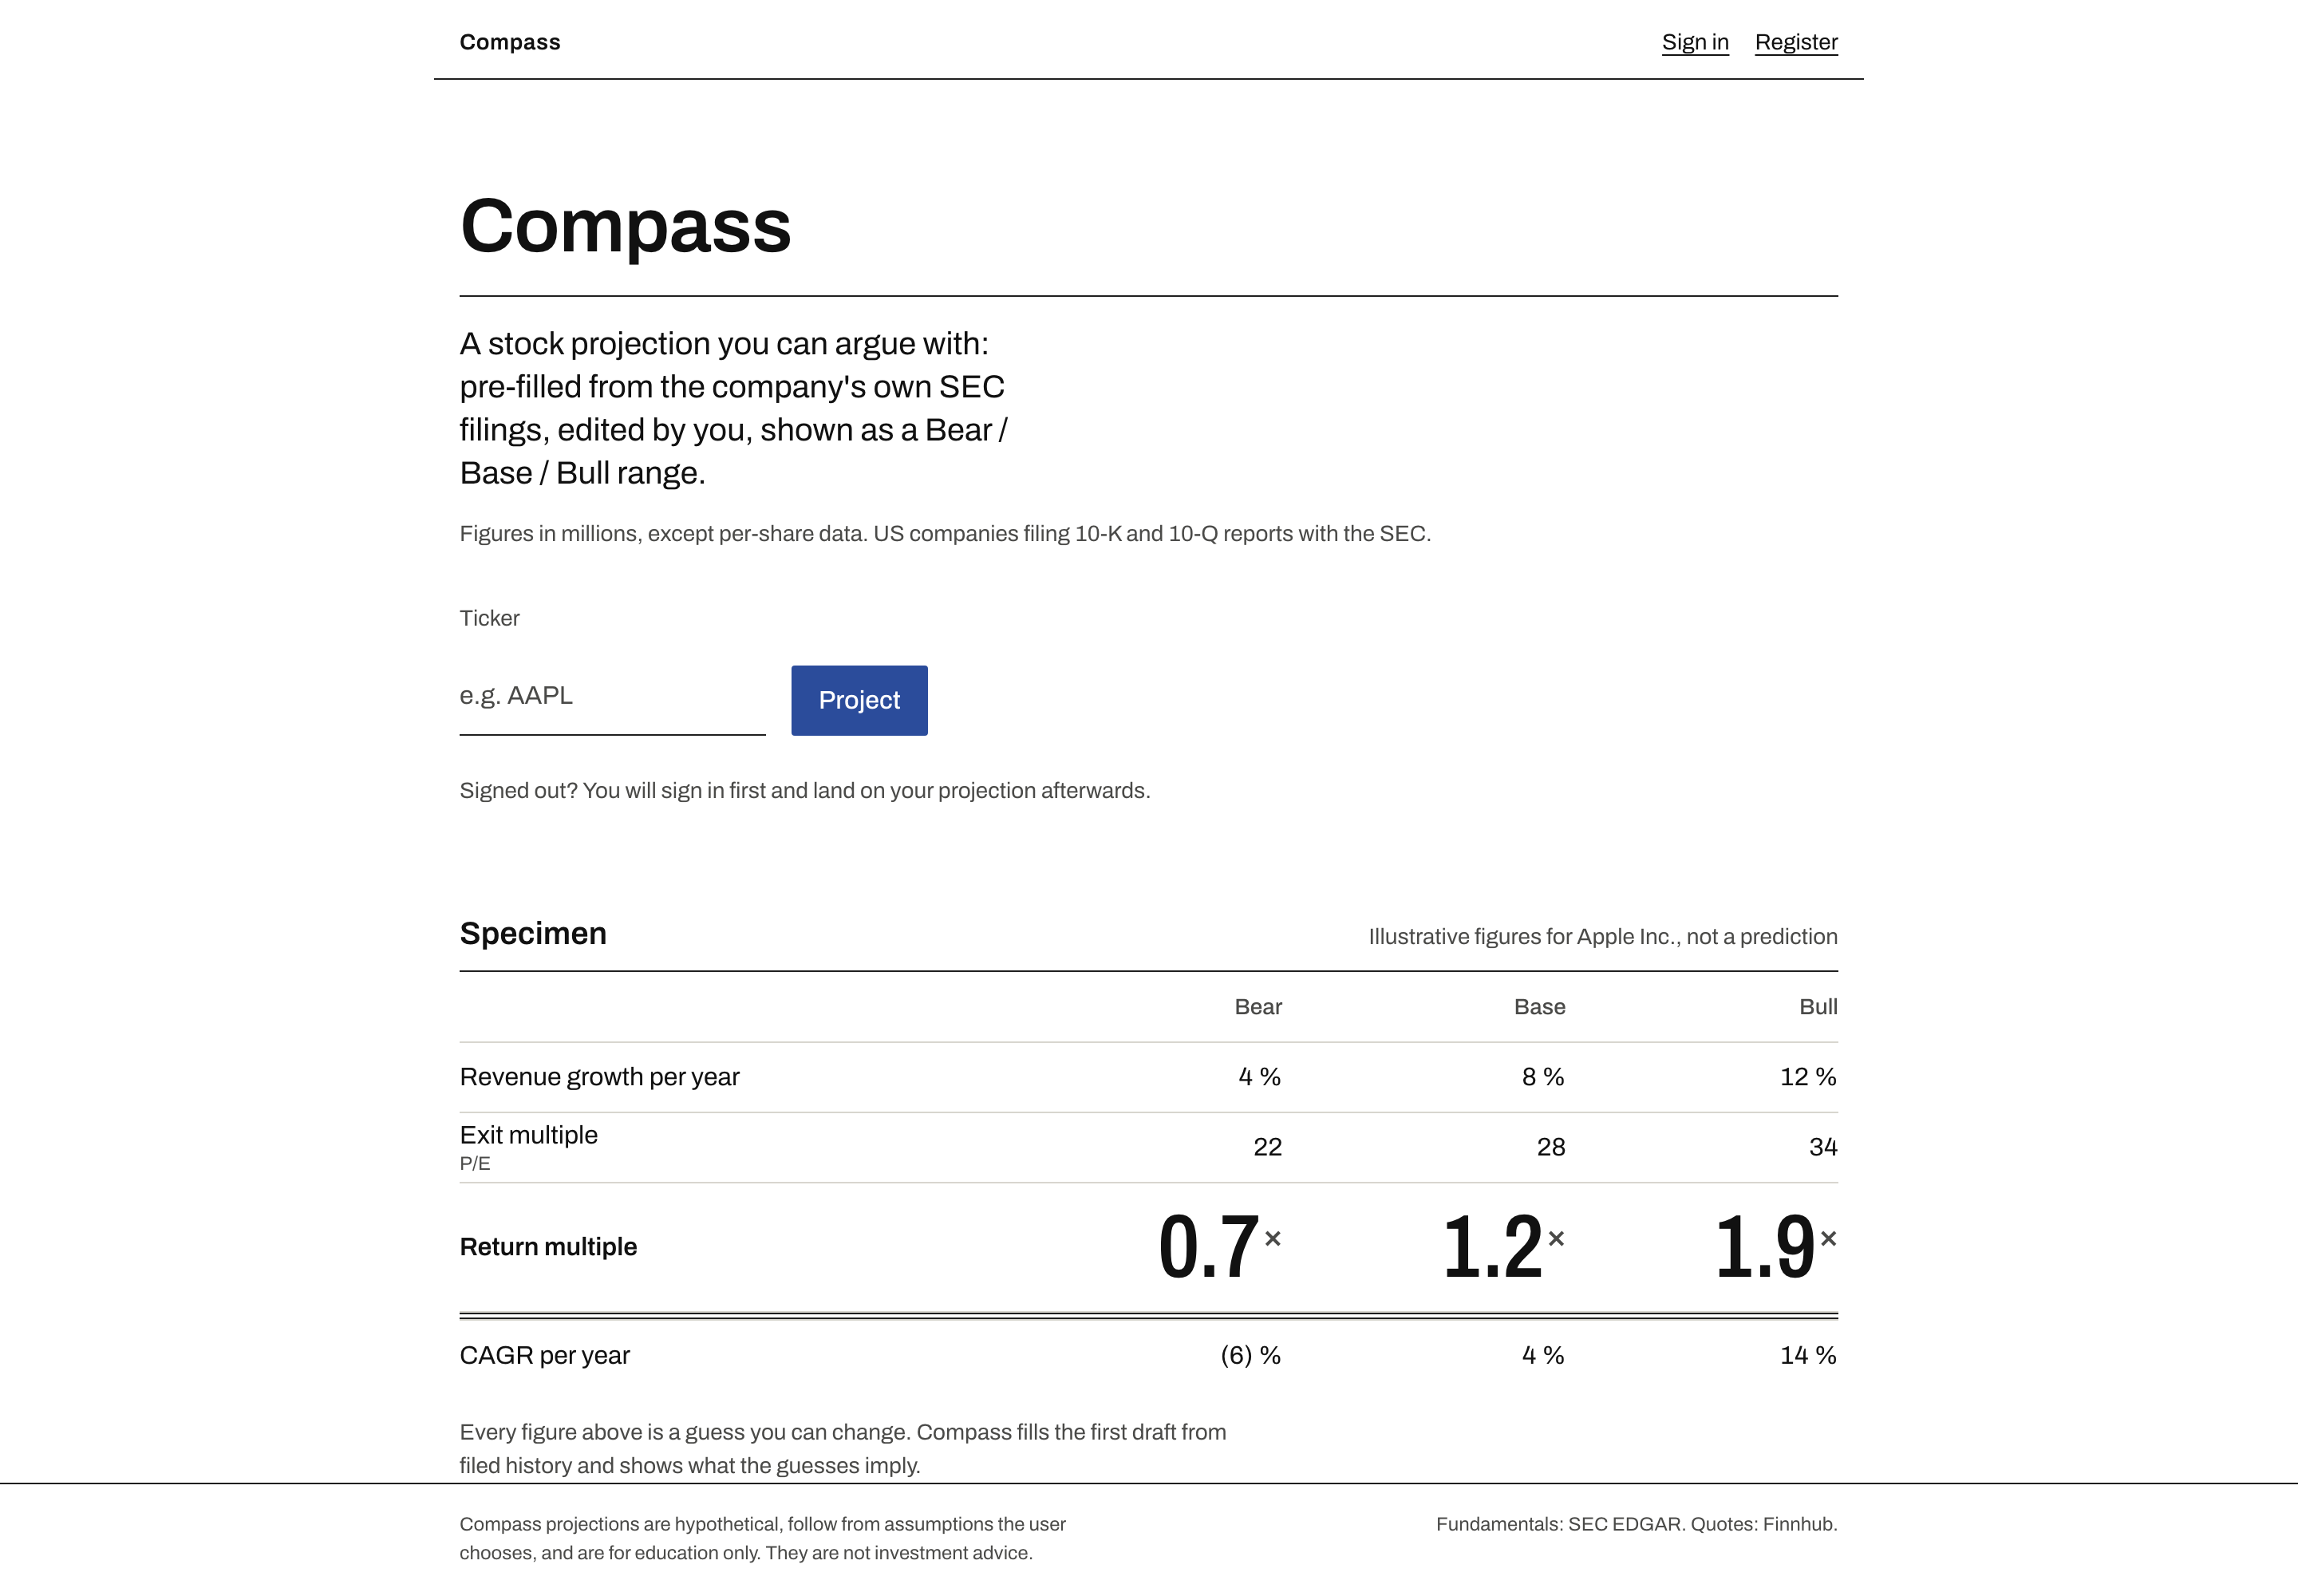 Compass
Sign in Register
Compass
A stock projection you can argue with:
pre-filled from the company's own SEC
filings, edited by you, shown as a Bear /
Base / Bull range.
Figures in millions, except per-share data. US companies filing 10-K and 10-Q reports with the SEC.
Ticker
e.g. AAPL
Project
Signed out? You will sign in first and land on your projection afterwards.
Specimen
Illustrative figures for Apple Inc., not a prediction
Bear Base Bull
Revenue growth per year 4 % 8 % 12 %
Exit multiple 22 28 34
P/E
Return multiple 0.7× 1.2× 1.9×
CAGR per year (6) % 4 % 14 %
Every figure above is a guess you can change. Compass fills the first draft from
filed history and shows what the guesses imply.
Compass projections are hypothetical, follow from assumptions the user
chooses, and are for education only. They are not investment advice.
Fundamentals: SEC EDGAR. Quotes: Finnhub.